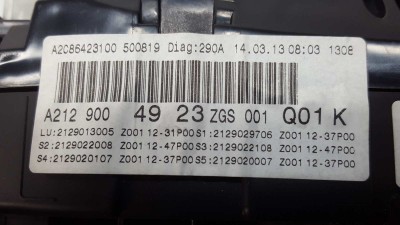 A2C86423100 500819 Diag:290A 14.03.13 08:03 1308
A212 900 49 23 ZGS 001 Q01 K
LU:2129013005 Z001 12-31P00 S1:2129029706 Z001 12-37P00
S2:2129022008 Z001 12-47P00 S3:2129022108 Z001 12-47P00
S4:2129020107 Z001 12-37P00 S5:2129020007 Z001 12-37P00